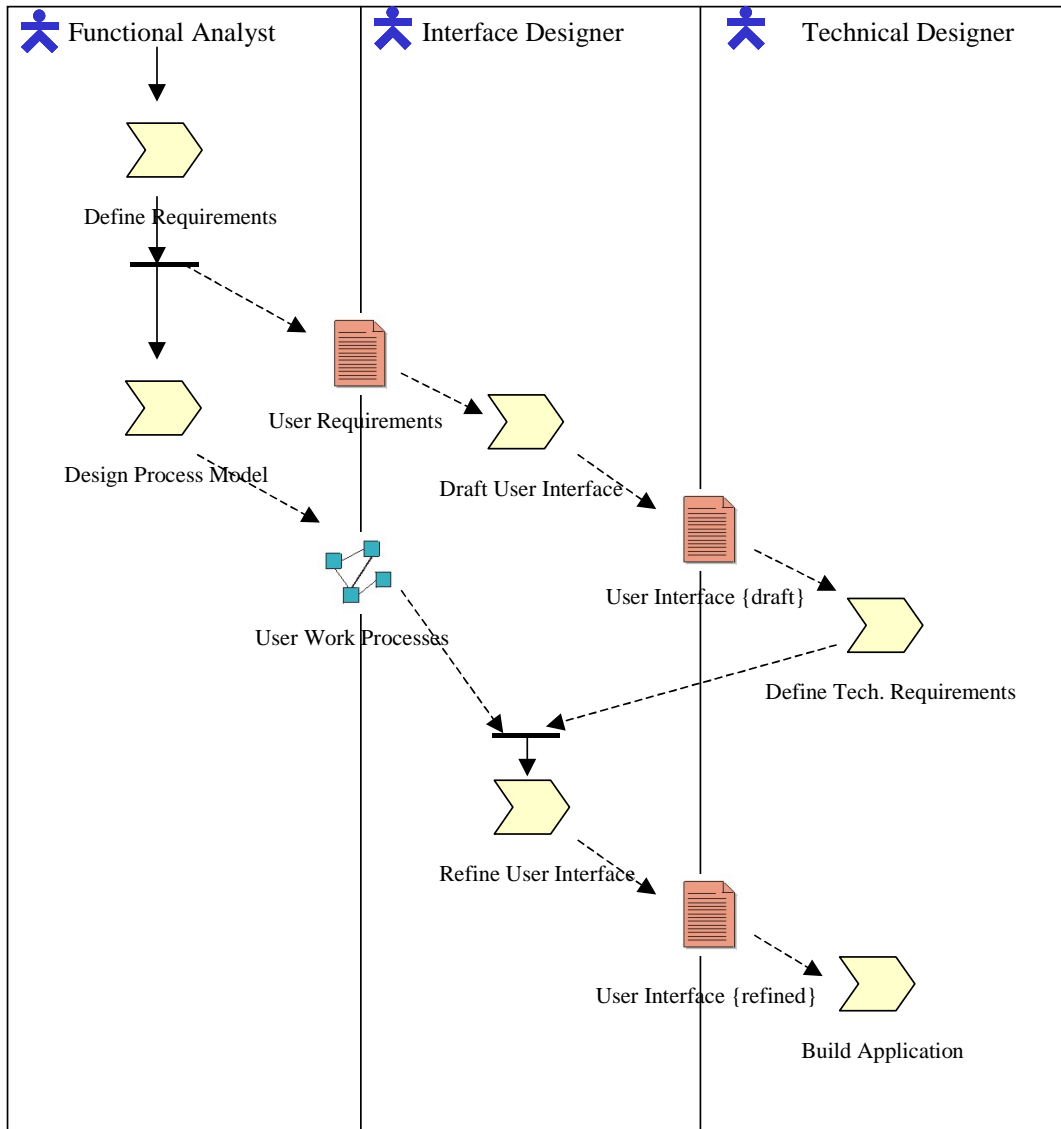 Functional Analyst
Interface Designer
Technical Designer
Define Requirements
User Requirements
Design Process Model
Draft User Interface
User Interface {draft}
User Work Processes
Define Tech. Requirements
Refine User Interface
User Interface {refined}
Build Application